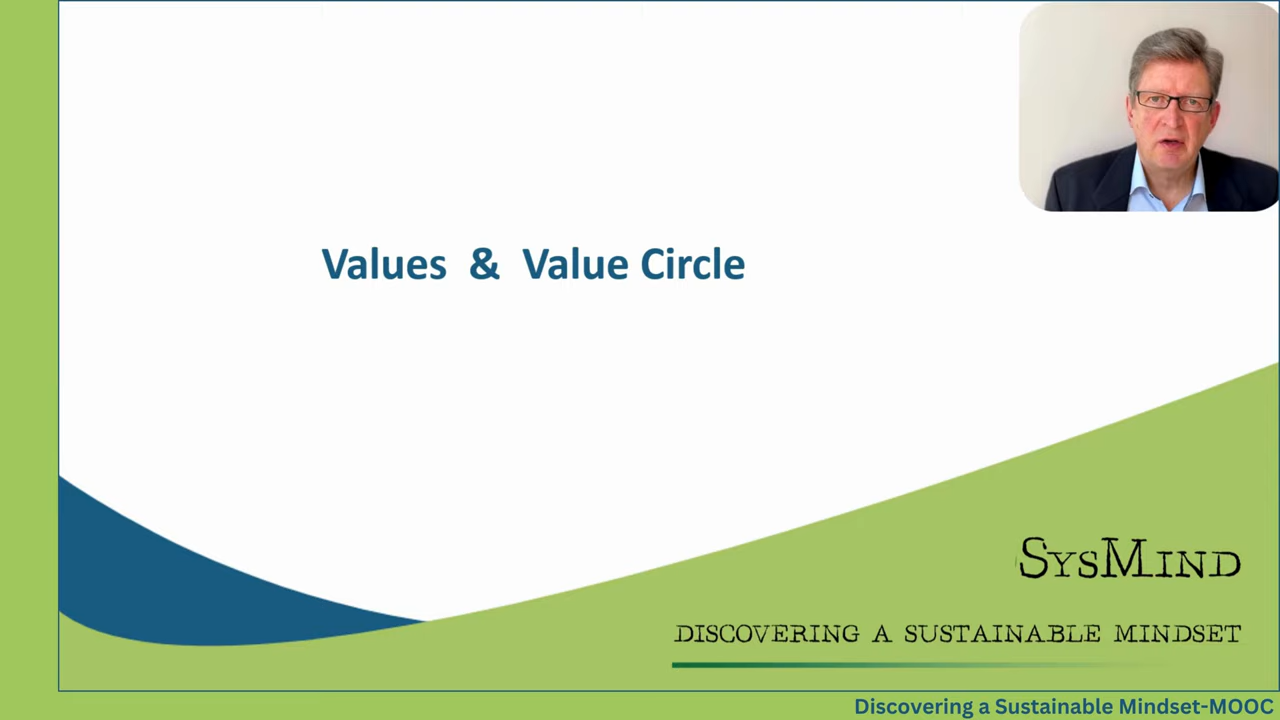 Values & Value Circle
SYSMIND
DISCOVERING A SUSTAINABLE MINDSET
Discovering a Sustainable Mindset-MOOC